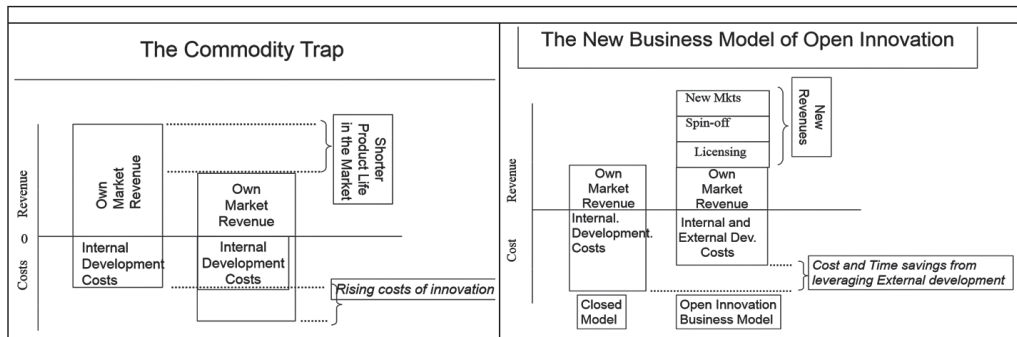 The Commodity Trap
Revenue
0
Costs
Own
Market
Revenue
Internal
Development
Costs
Own
Market
Revenue
Internal
Development
Costs
Shorter
Product Life
in the Market
Rising costs of innovation
The New Business Model of Open Innovation
Revenue
Cost
Own
Market
Revenue
Internal.
Development.
Costs
Closed
Model
New Mkts
Spin-off
Licensing
Own
Market
Revenue
Internal and
External Dev.
Costs
Open Innovation
Business Model
New
Revenues
Cost and Time savings from
leveraging External development